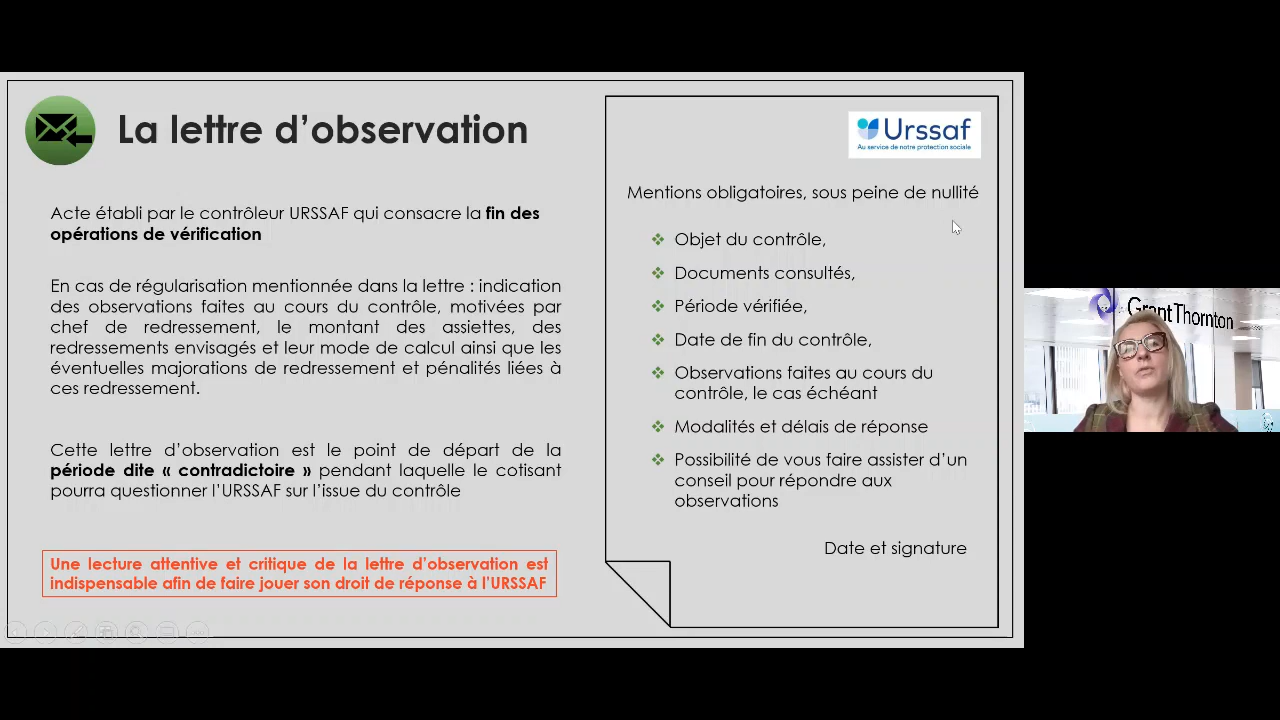 La lettre d'observation
Acte établi par le contrôleur URSSAF qui consacre la fin des
opérations de vérification
En cas de régularisation mentionnée dans la lettre : indication
des observations faites au cours du contrôle, motivées par
chef de redressement, le montant des assiettes, des
redressements envisagés et leur mode de calcul ainsi que les
éventuelles majorations de redressement et pénalités liées à
ces redressement.
Cette lettre d'observation est le point de départ de la
période dite « contradictoire » pendant laquelle le cotisant
pourra questionner l'URSSAF sur l'issue du contrôle
Une lecture attentive et critique de la lettre d'observation est
indispensable afin de faire jouer son droit de réponse à l'URSSAF
Urssaf
Au service de notre protection sociale
Mentions obligatoires, sous peine de nullité
Objet du contrôle,
Documents consultés,
Période vérifiée,
Date de fin du contrôle,
Observations faites au cours du
contrôle, le cas échéant
Modalités et délais de réponse
Possibilité de vous faire assister d'un
conseil pour répondre aux
observations
Date et signature
GrantThornton